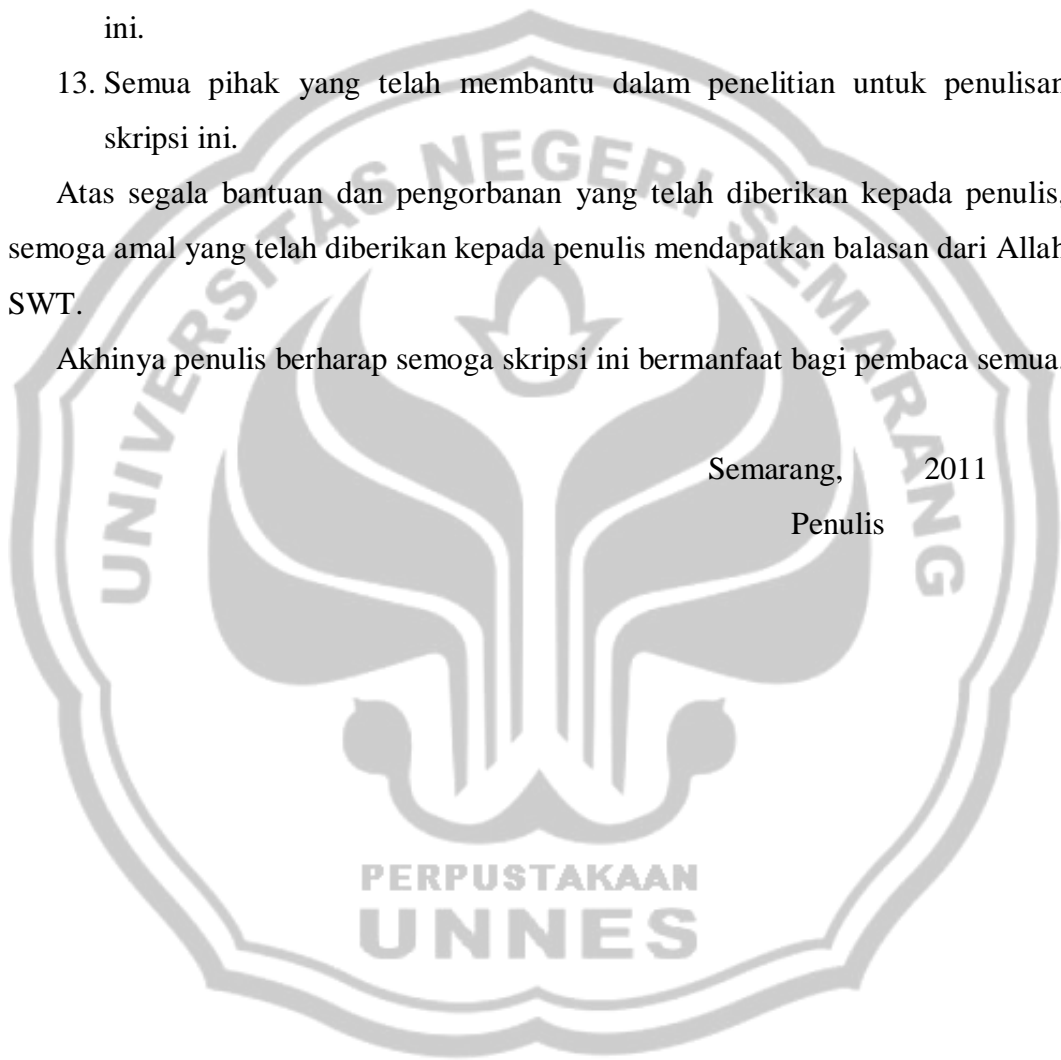 ini.
13. Semua pihak yang telah membantu dalam penelitian untuk penulisan
skripsi ini.
Atas segala bantuan dan pengorbanan yang telah diberikan kepada penulis,
semoga amal yang telah diberikan kepada penulis mendapatkan balasan dari Allah
SWT.
Akhinya penulis berharap semoga skripsi ini bermanfaat bagi pembaca semua.
Semarang, 2011
Penulis
UNIVERSITAS NEGERI SEMARANG
PERPUSTAKAAN
UNNES